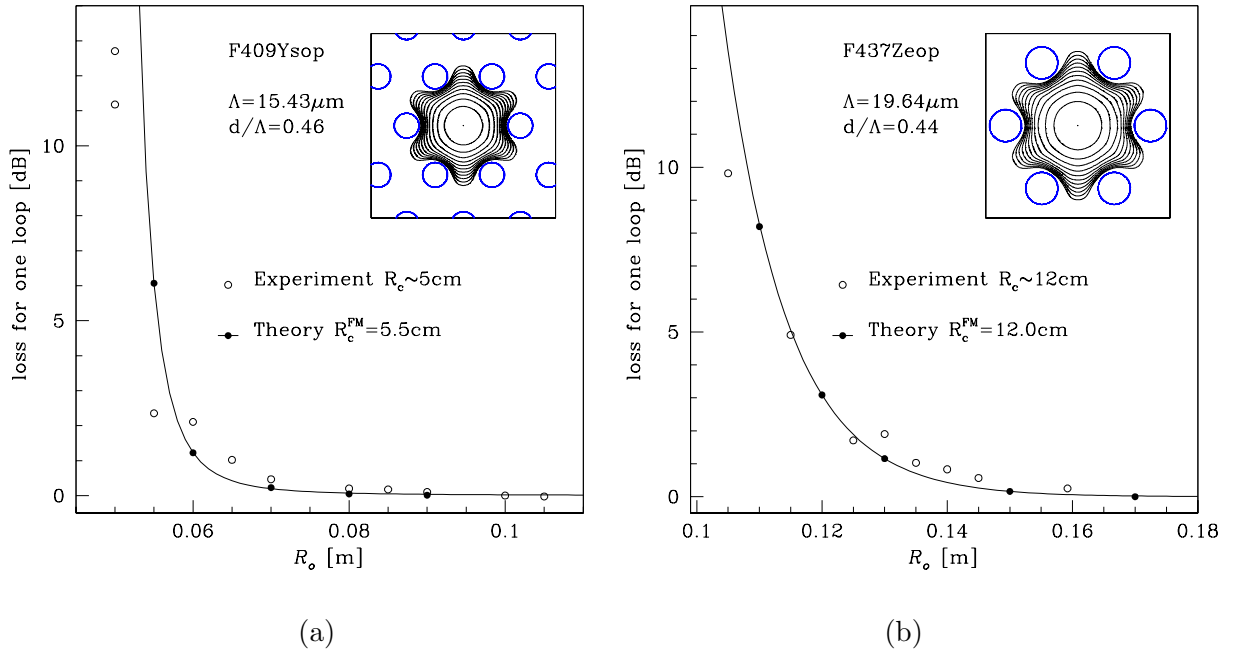 F409Ysop
Λ=15.43μm
d/Λ=0.46
Experiment R_c~5cm
Theory R_c^FM=5.5cm
loss for one loop [dB]
10
5
0
0.06
0.08
0.1
R_o [m]
(a)
F437Zeop
Λ=19.64μm
d/Λ=0.44
Experiment R_c~12cm
Theory R_c^FM=12.0cm
loss for one loop [dB]
10
5
0
0.1
0.12
0.14
0.16
0.18
R_o [m]
(b)